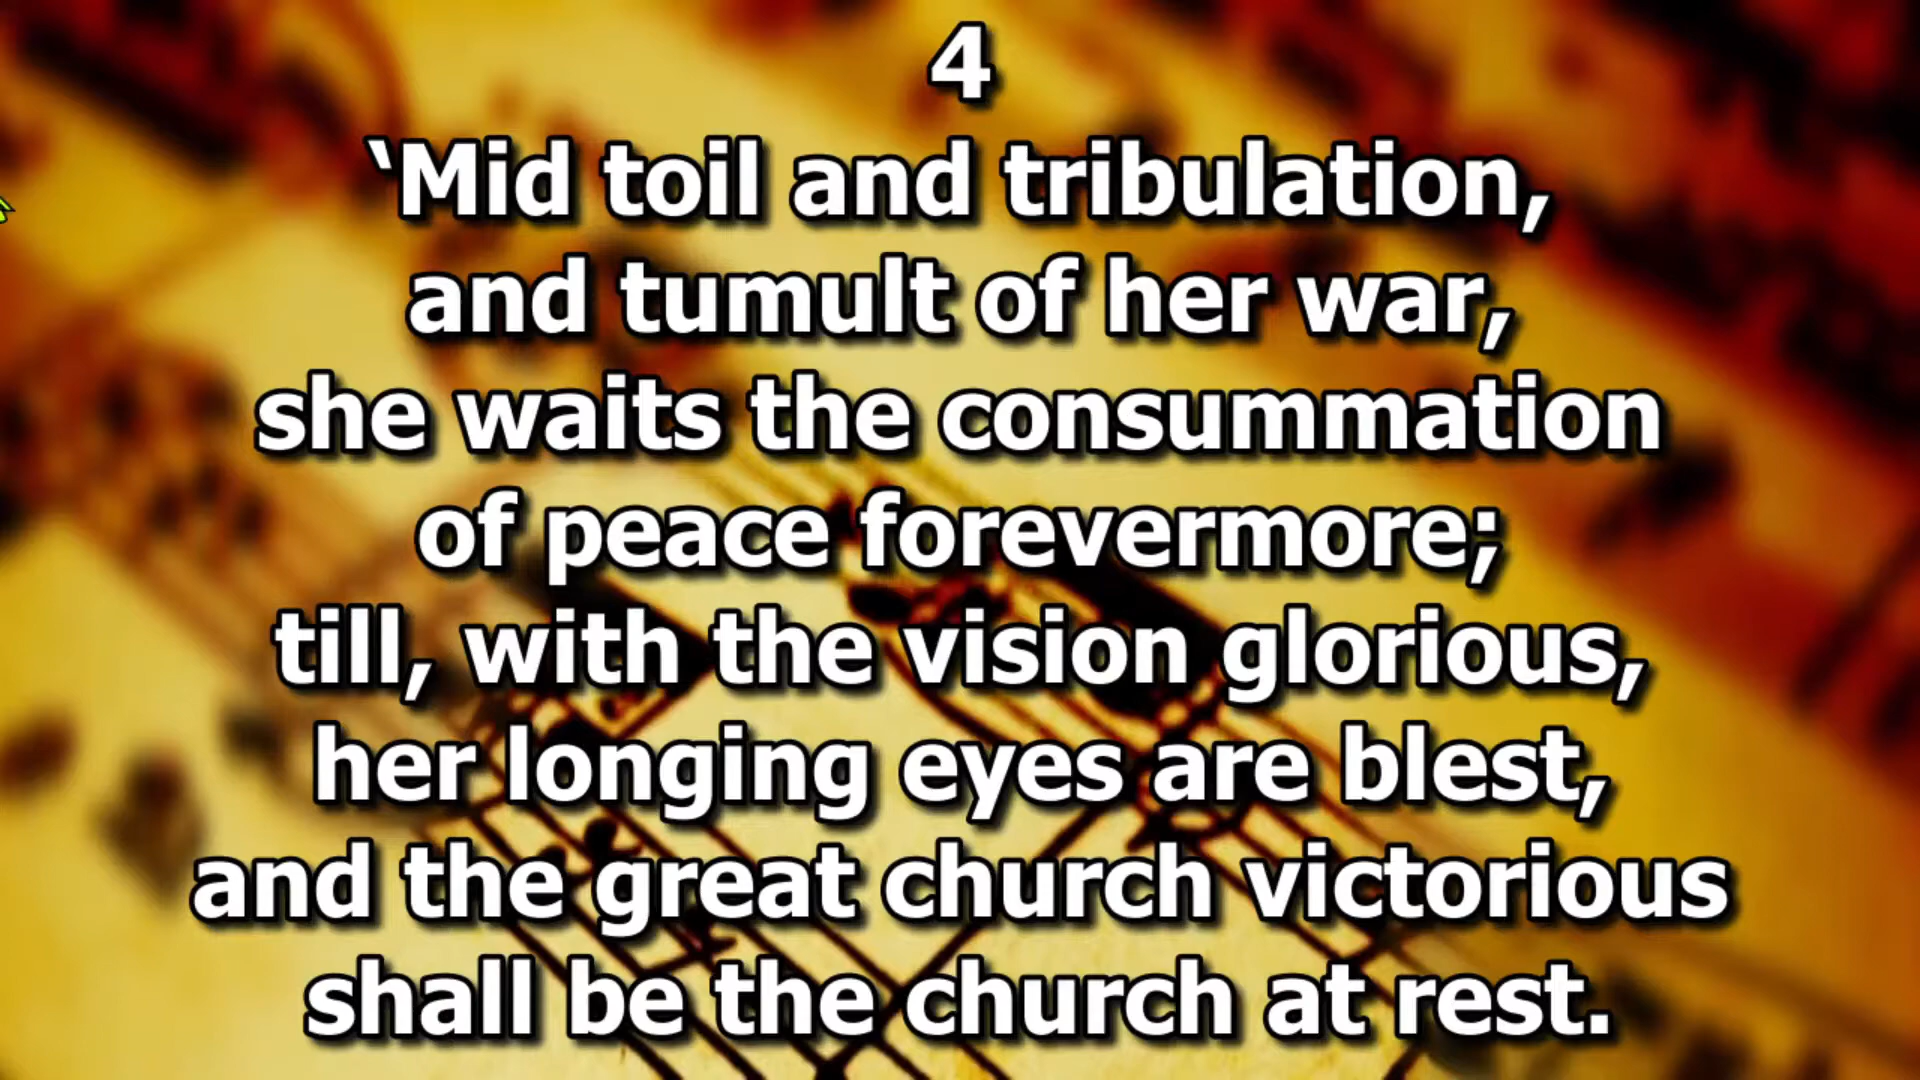 4
‘Mid toil and tribulation,
and tumult of her war,
she waits the consummation
of peace forevermore;
till, with the vision glorious,
her longing eyes are blest,
and the great church victorious
shall be the church at rest.